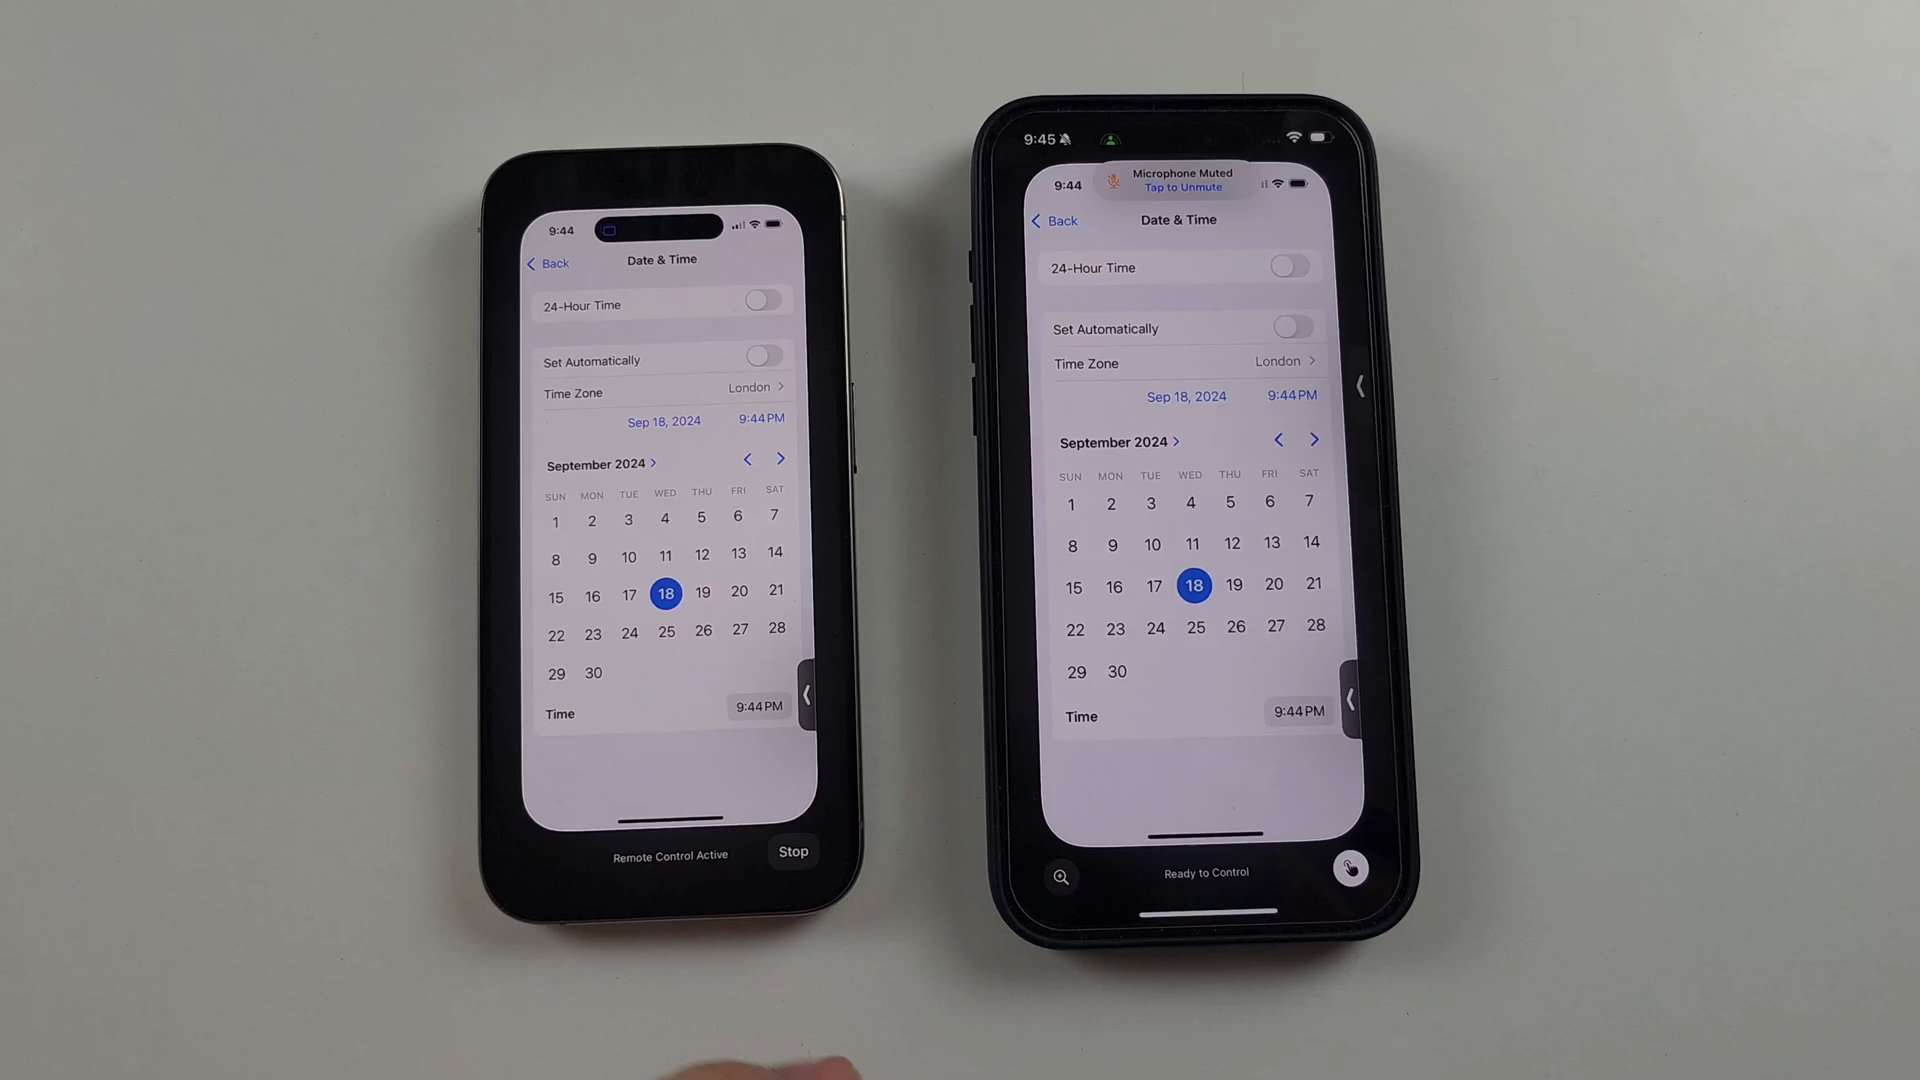 9:44
Back
Date & Time
24-Hour Time
Set Automatically
Time Zone
London
Sep 18, 2024
9:44 PM
September 2024
SUN MON TUE WED THU FRI SAT
1 2 3 4 5 6 7
8 9 10 11 12 13 14
15 16 17 18 19 20 21
22 23 24 25 26 27 28
29 30
Time
9:44 PM
Remote Control Active
Stop
9:45
9:44
Microphone Muted
Tap to Unmute
Back
Date & Time
24-Hour Time
Set Automatically
Time Zone
London
Sep 18, 2024
9:44 PM
September 2024
SUN MON TUE WED THU FRI SAT
1 2 3 4 5 6 7
8 9 10 11 12 13 14
15 16 17 18 19 20 21
22 23 24 25 26 27 28
29 30
Time
9:44 PM
Ready to Control